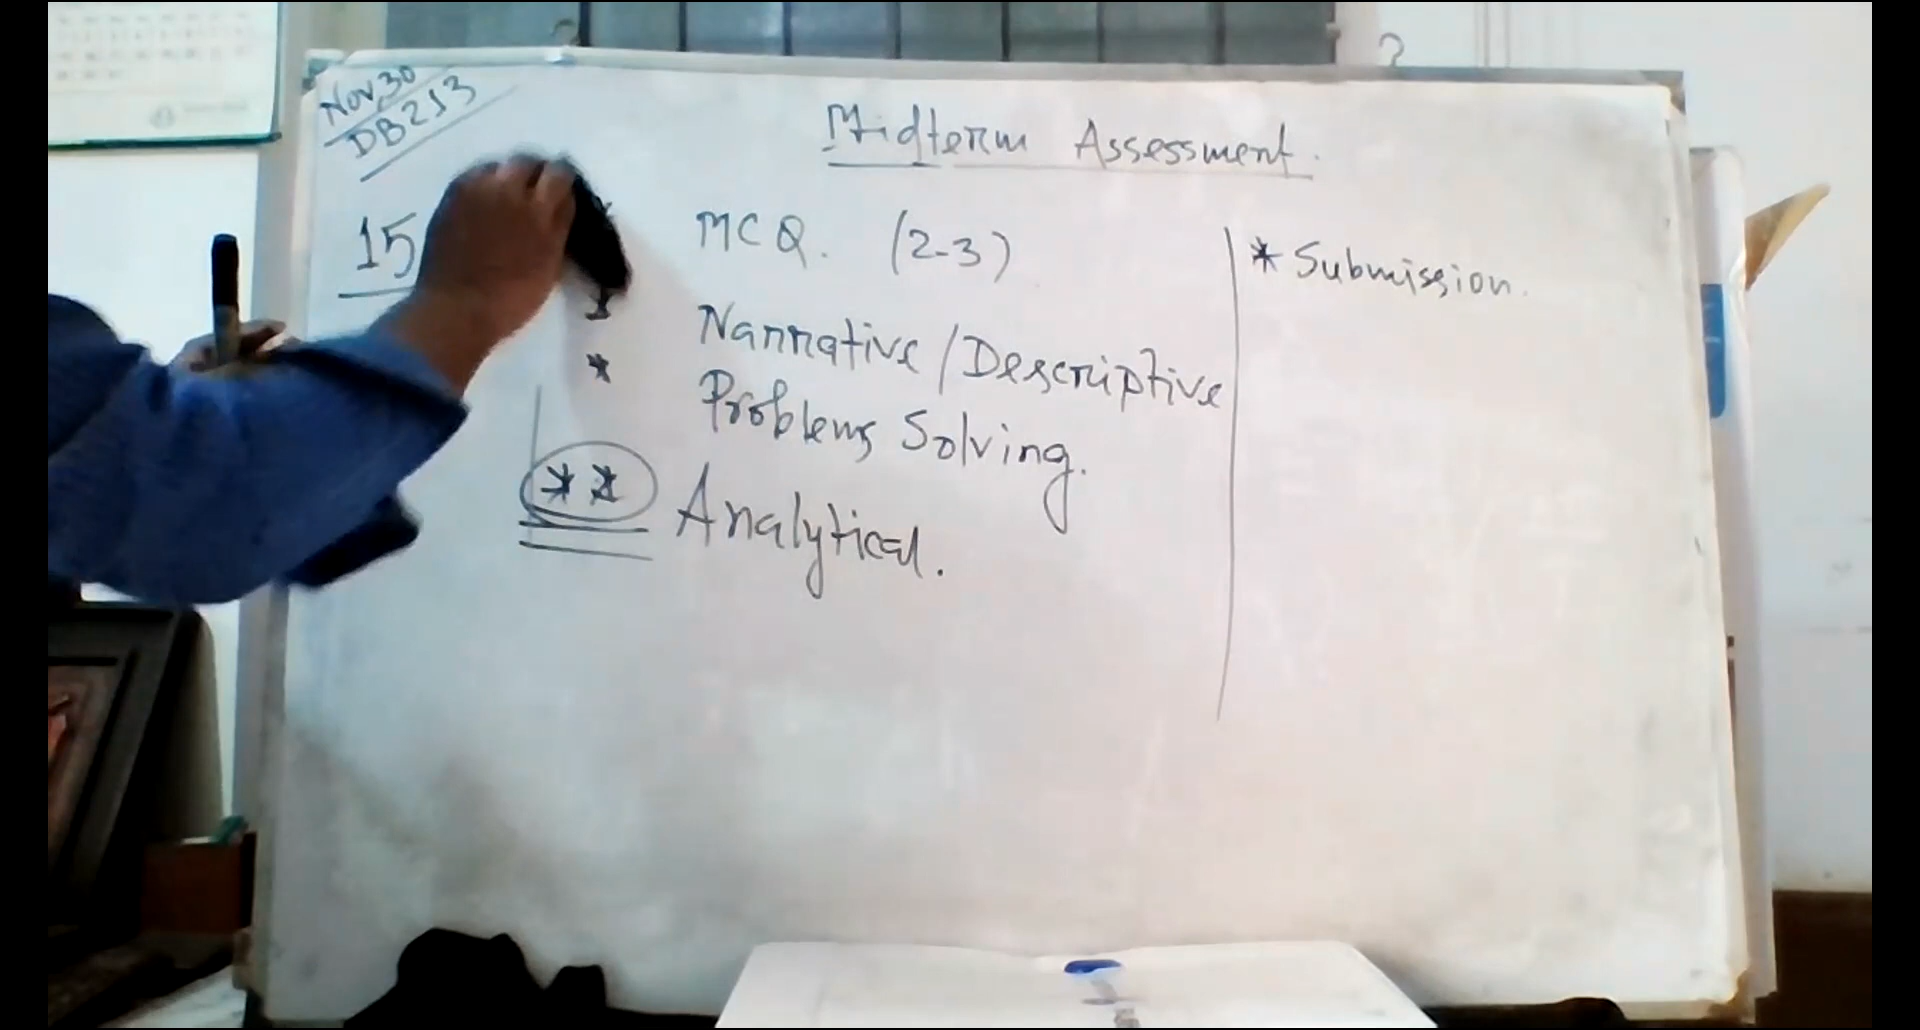 Nov,30
DB213
Midterm Assessment.
15
MCQ. (2-3)
* Narrative/Descriptive
* Problems Solving.
** Analytical.
* Submission.